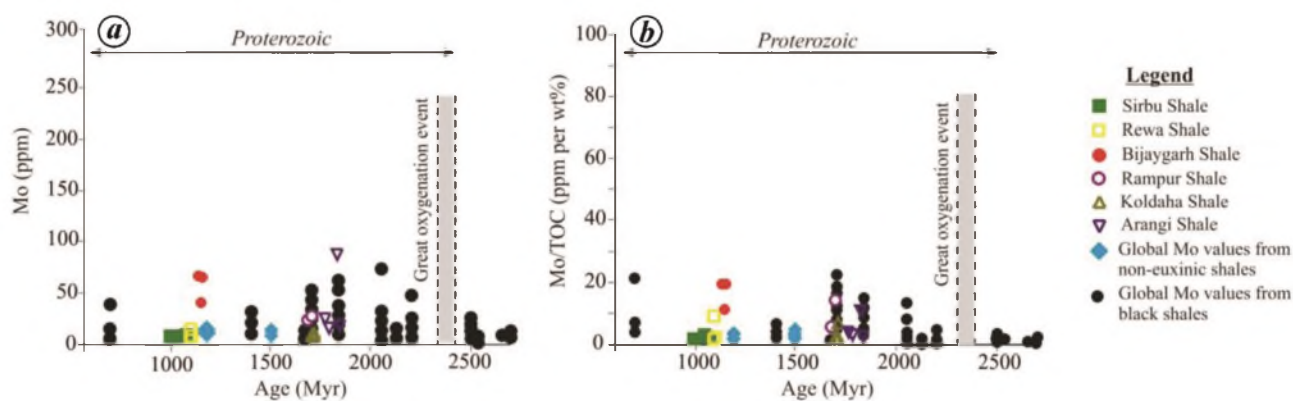 a
Proterozoic
300
250
200
150
100
50
0
Mo (ppm)
Great oxygenation event
1000 1500 2000 2500
Age (Myr)
b
Proterozoic
100
80
60
40
20
0
Mo/TOC (ppm per wt%)
Great oxygenation event
1000 1500 2000 2500
Age (Myr)
Legend
Sirbu Shale
Rewa Shale
Bijaygarh Shale
Rampur Shale
Koldaha Shale
Arangi Shale
Global Mo values from
non-euxinic shales
Global Mo values from
black shales